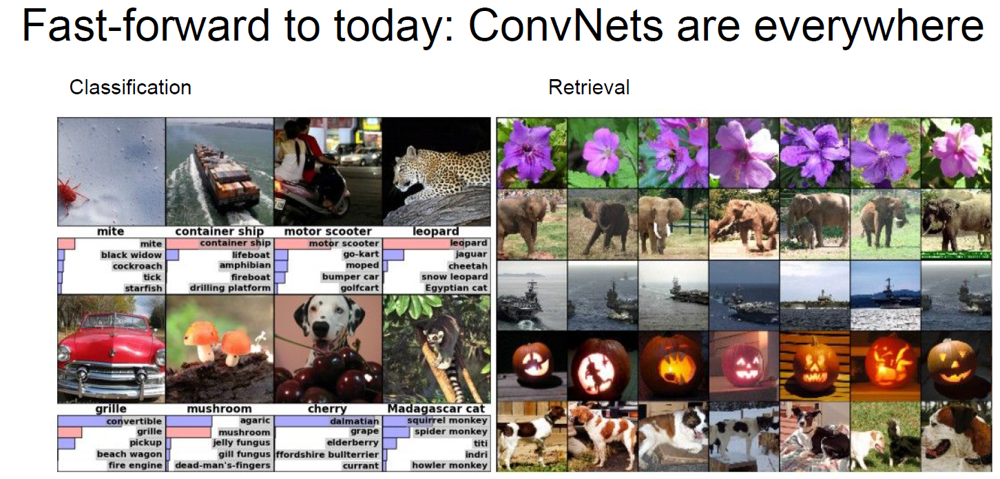 Fast-forward to today: ConvNets are everywhere
Classification
Retrieval
mite
container ship
motor scooter
leopard
mite
black widow
cockroach
tick
starfish
container ship
lifeboat
amphibian
fireboat
drilling platform
motor scooter
go-kart
moped
bumper car
golfcart
leopard
jaguar
cheetah
snow leopard
Egyptian cat
grille
mushroom
cherry
Madagascar cat
convertible
grille
pickup
beach wagon
fire engine
agaric
mushroom
jelly fungus
gill fungus
dead-man's-fingers
dalmatian
grape
elderberry
ffordshire bullterrier
currant
squirrel monkey
spider monkey
titi
indri
howler monkey